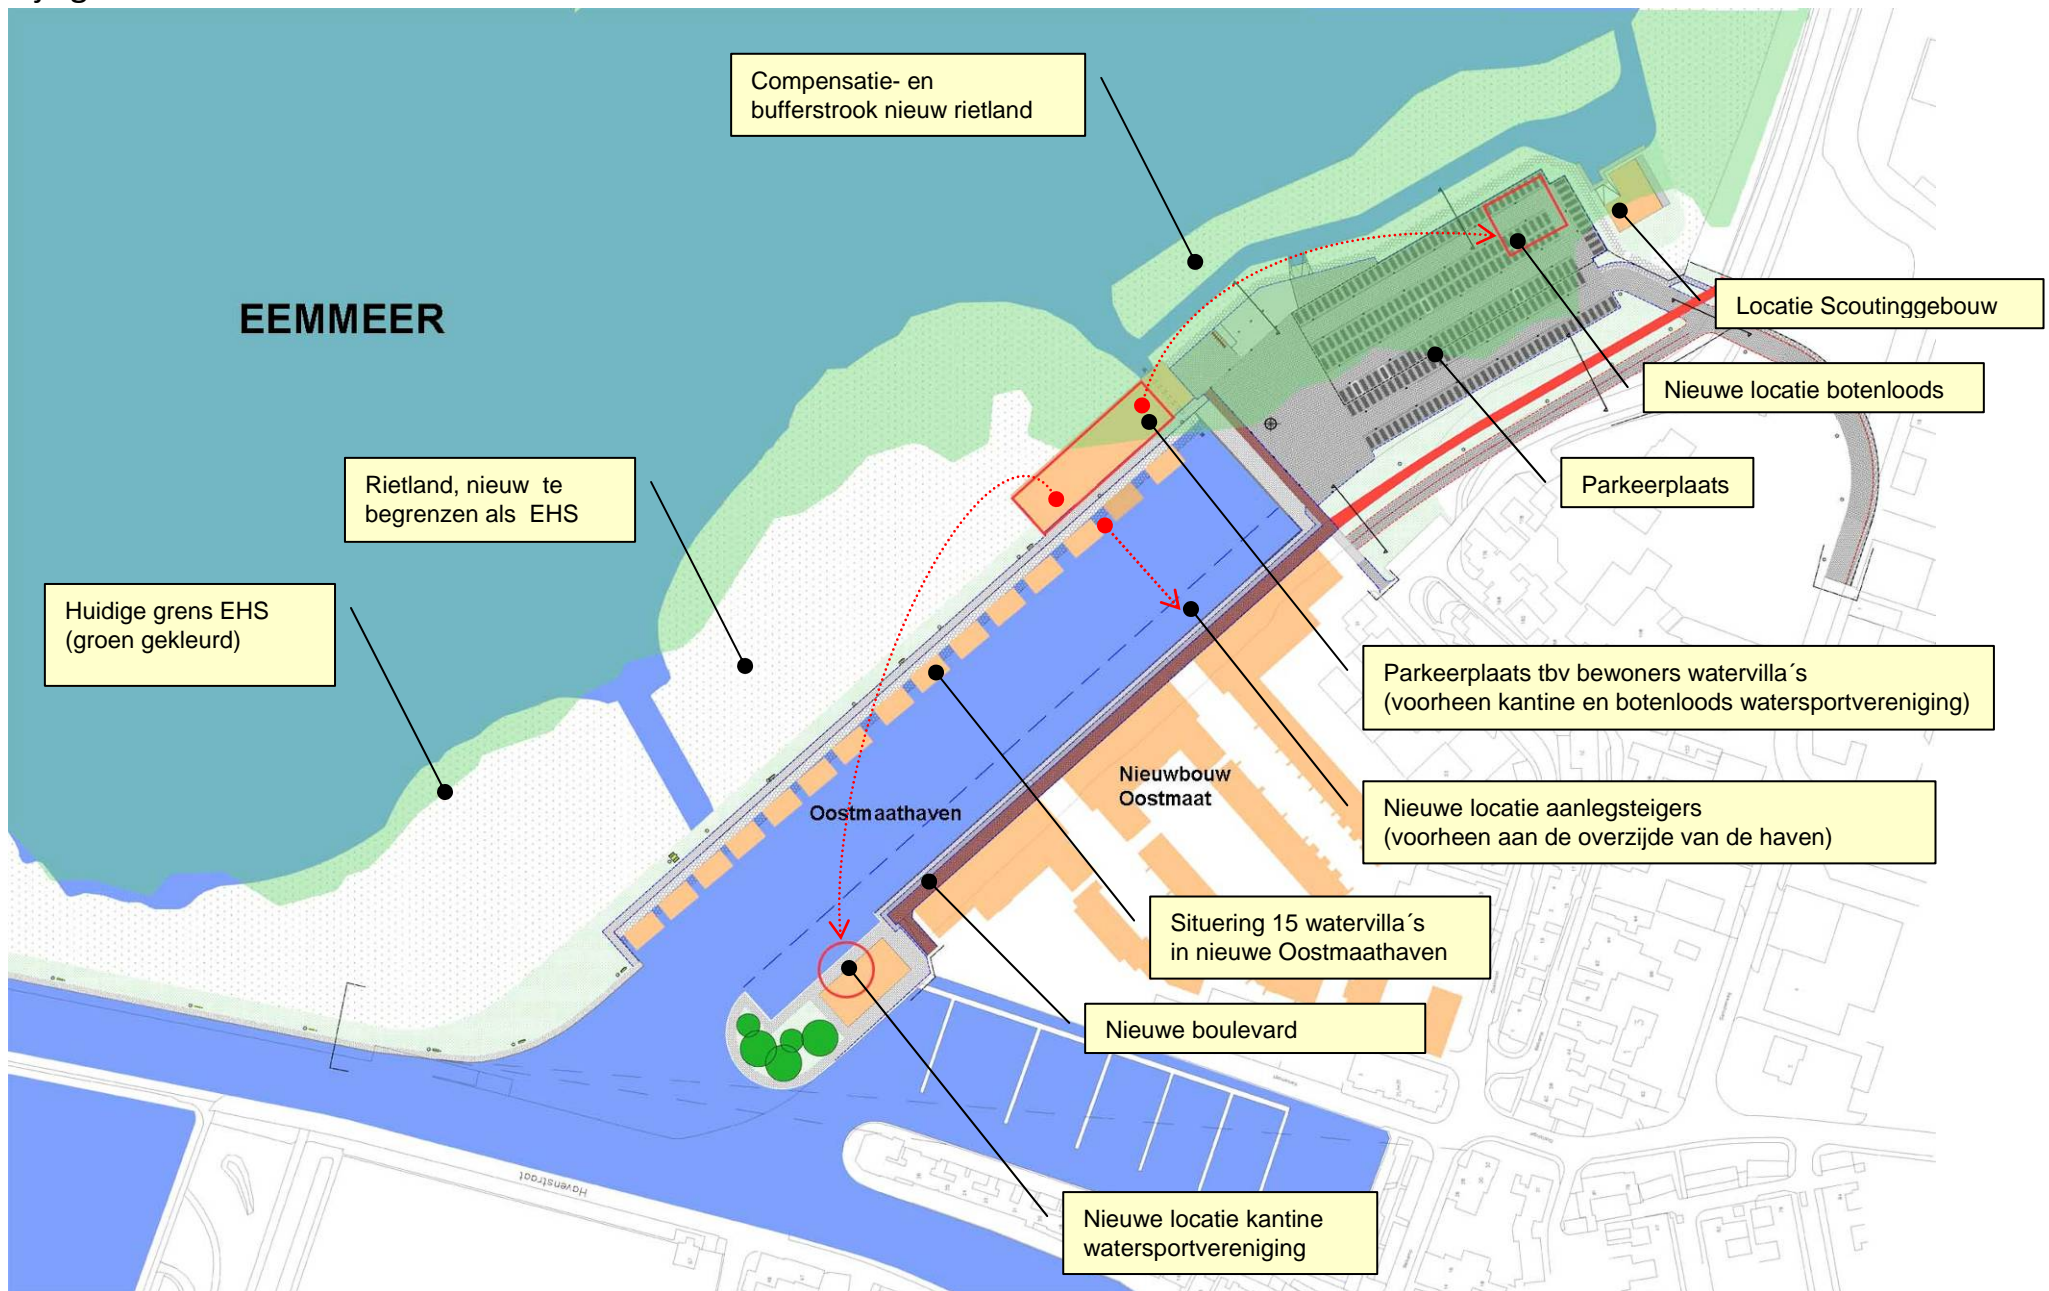 Compensatie- en
bufferstrook nieuw rietland
EEMMEER
Locatie Scoutinggebouw
Nieuwe locatie botenloods
Rietland, nieuw te
begrenzen als EHS
Parkeerplaats
Huidige grens EHS
(groen gekleurd)
Parkeerplaats tbv bewoners watervilla´s
(voorheen kantine en botenloods watersportvereniging)
Nieuwbouw
Oostmaat
Oostmaathaven
Nieuwe locatie aanlegsteigers
(voorheen aan de overzijde van de haven)
Situering 15 watervilla´s
in nieuwe Oostmaathaven
Nieuwe boulevard
Havenstraat
Nieuwe locatie kantine
watersportvereniging